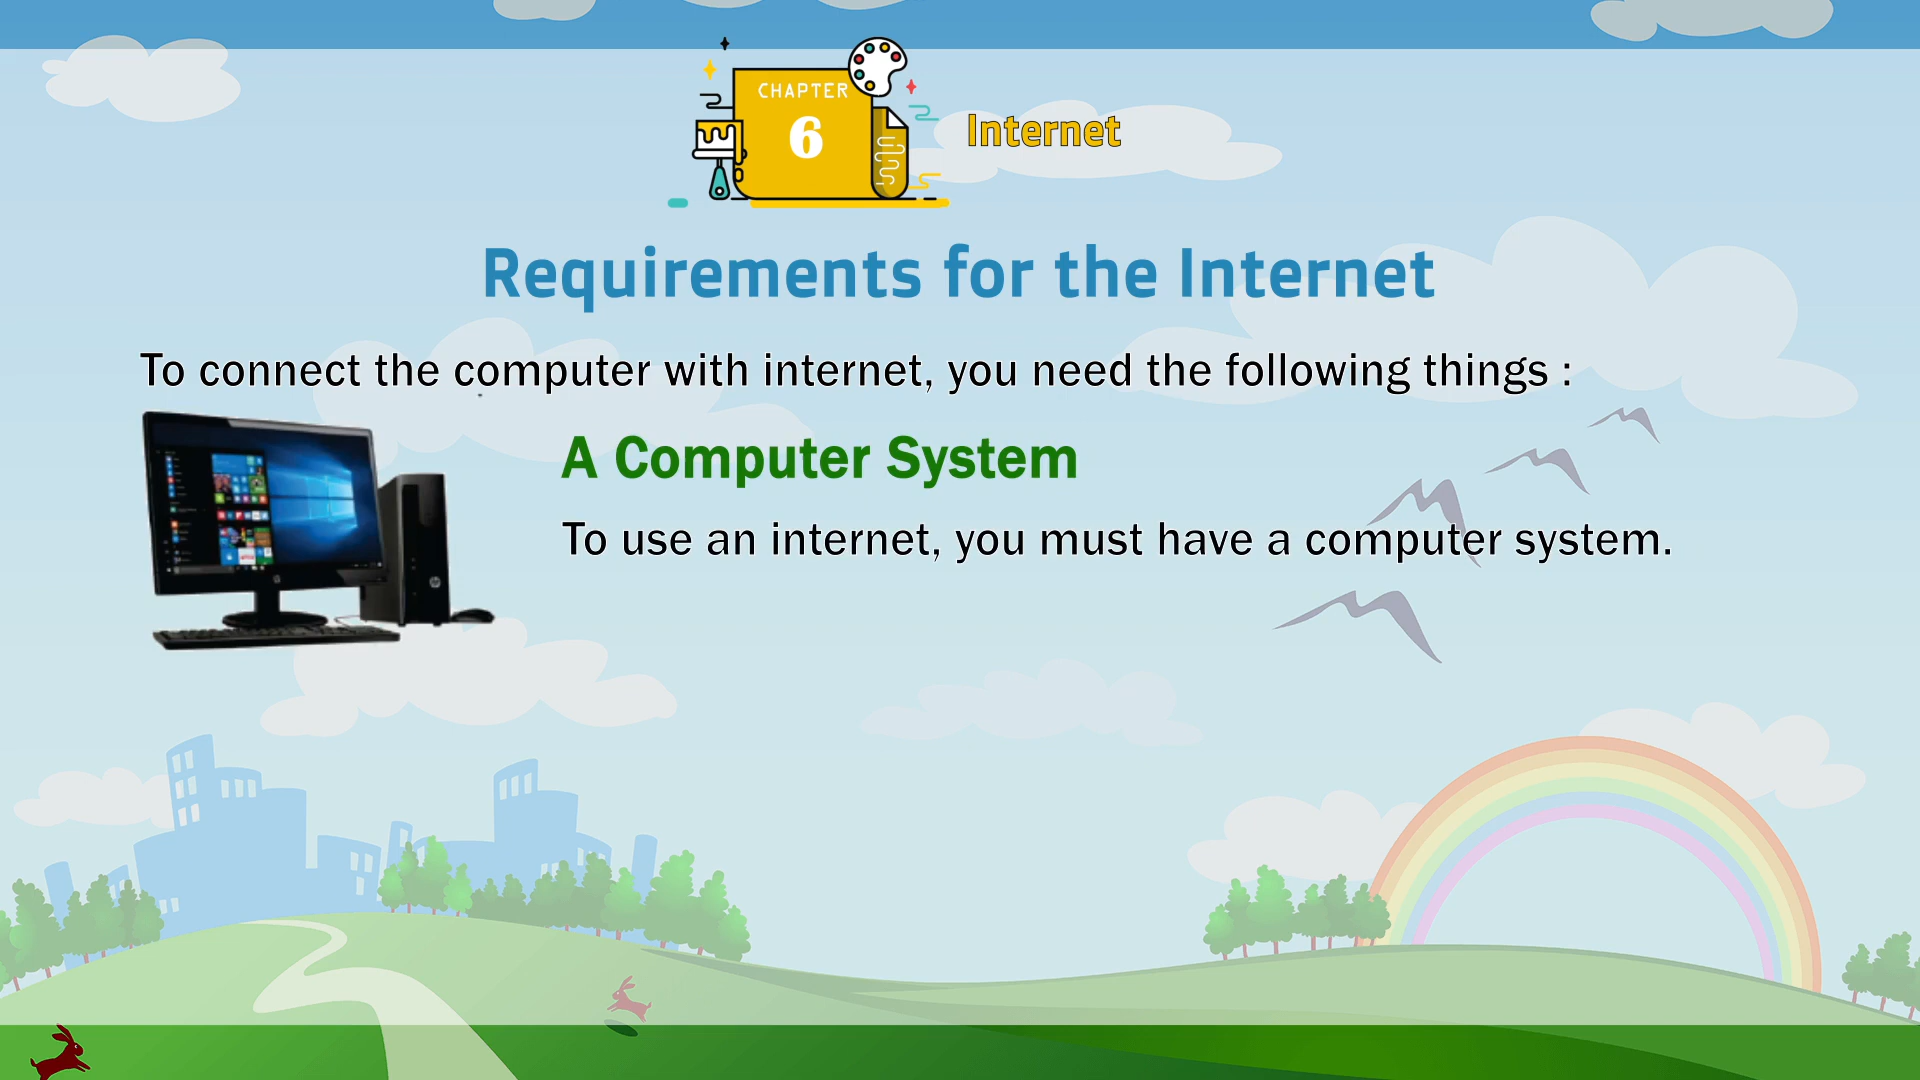 CHAPTER
6
Internet
Requirements for the Internet
To connect the computer with internet, you need the following things :
A Computer System
To use an internet, you must have a computer system.